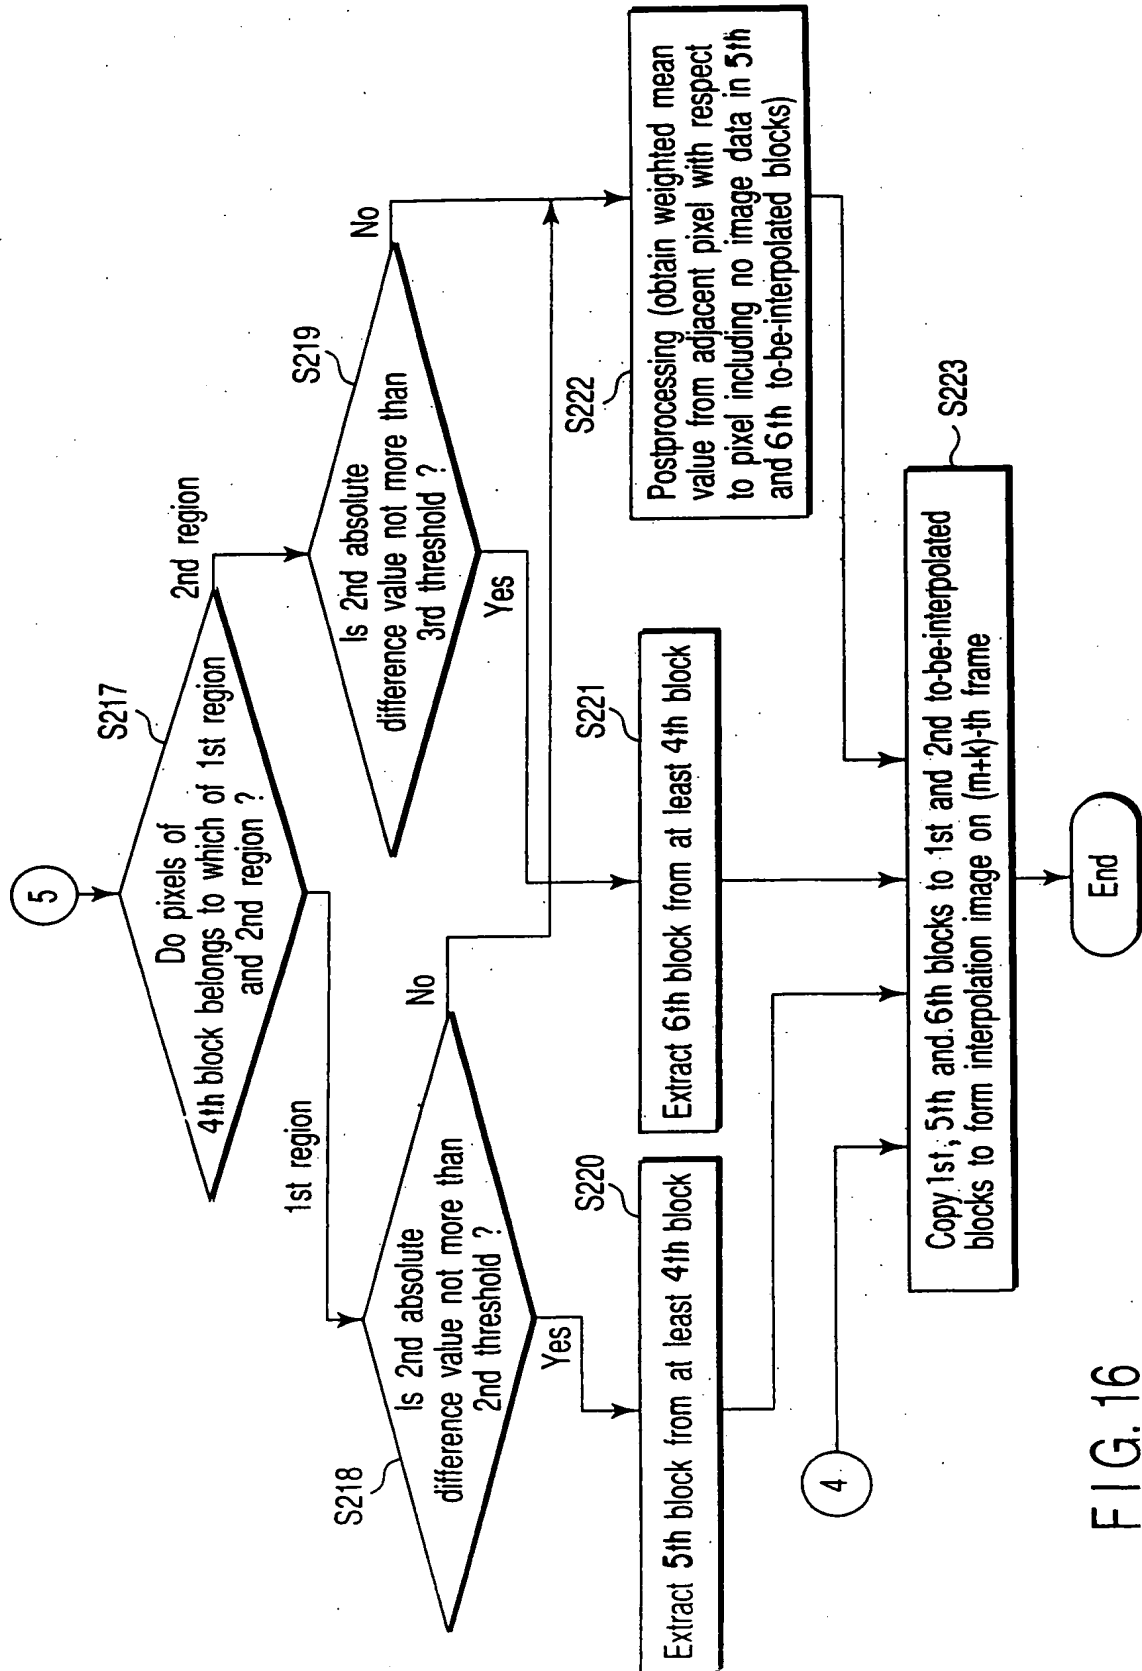 5
S217
Do pixels of
4th block belongs to which of 1st region
and 2nd region ?
1st region
2nd region
S218
Is 2nd absolute
difference value not more than
2nd threshold ?
No
Yes
S219
Is 2nd absolute
difference value not more than
3rd threshold ?
No
Yes
S220
Extract 5th block from at least 4th block
S221
Extract 6th block from at least 4th block
S222
Postprocessing (obtain weighted mean
value from adjacent pixel with respect
to pixel including no image data in 5th
and 6th to-be-interpolated blocks)
4
S223
Copy 1st, 5th and 6th blocks to 1st and 2nd to-be-interpolated
blocks to form interpolation image on (m+k)-th frame
End
FIG. 16